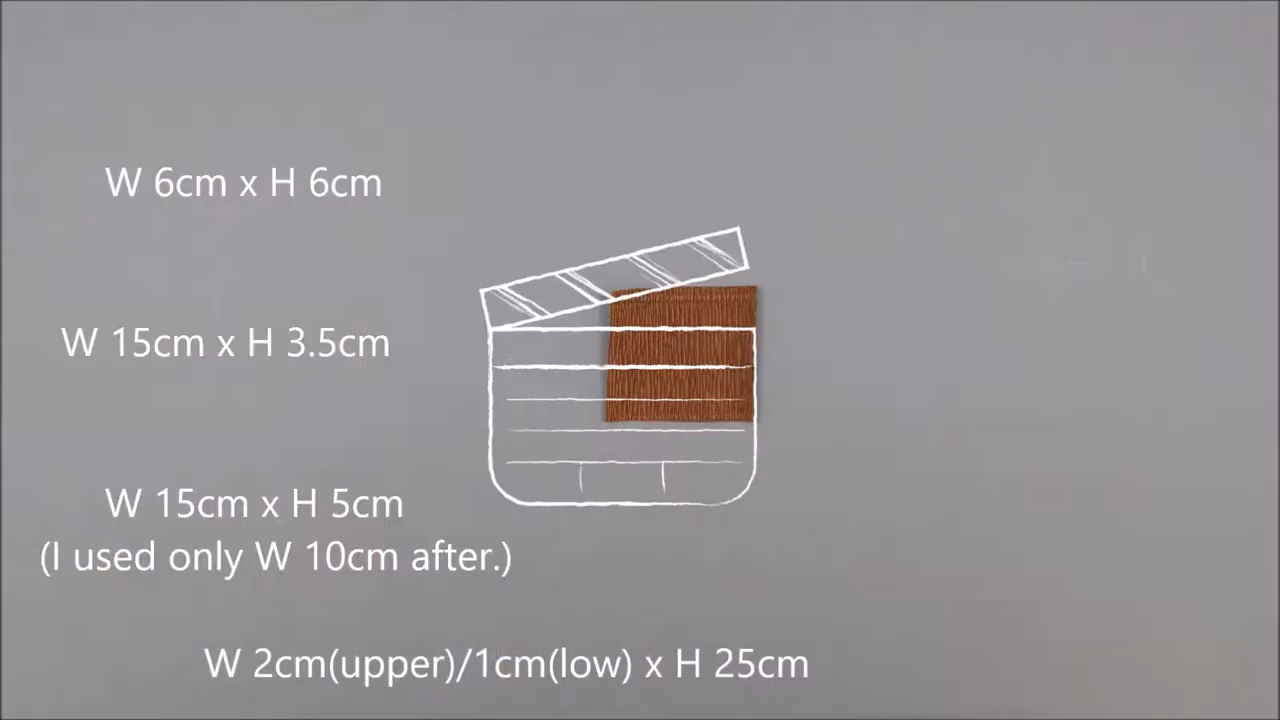 W 6cm x H 6cm
W 15cm x H 3.5cm
W 15cm x H 5cm
(I used only W 10cm after.)
W 2cm(upper)/1cm(low) x H 25cm